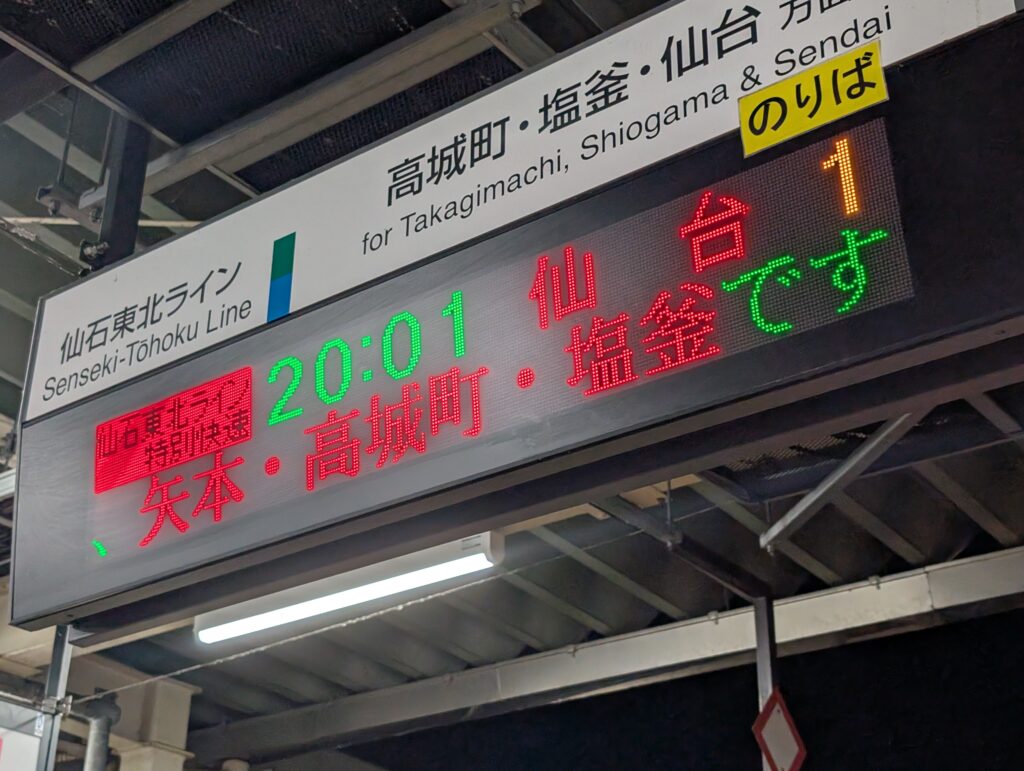 仙石東北ライン
Senseki-Tōhoku Line
高城町・塩釜・仙台 方面
for Takagimachi, Shiogama & Sendai
のりば
仙石東北ライン
特別快速
20:01
仙台
1
、矢本・高城町・塩釜です